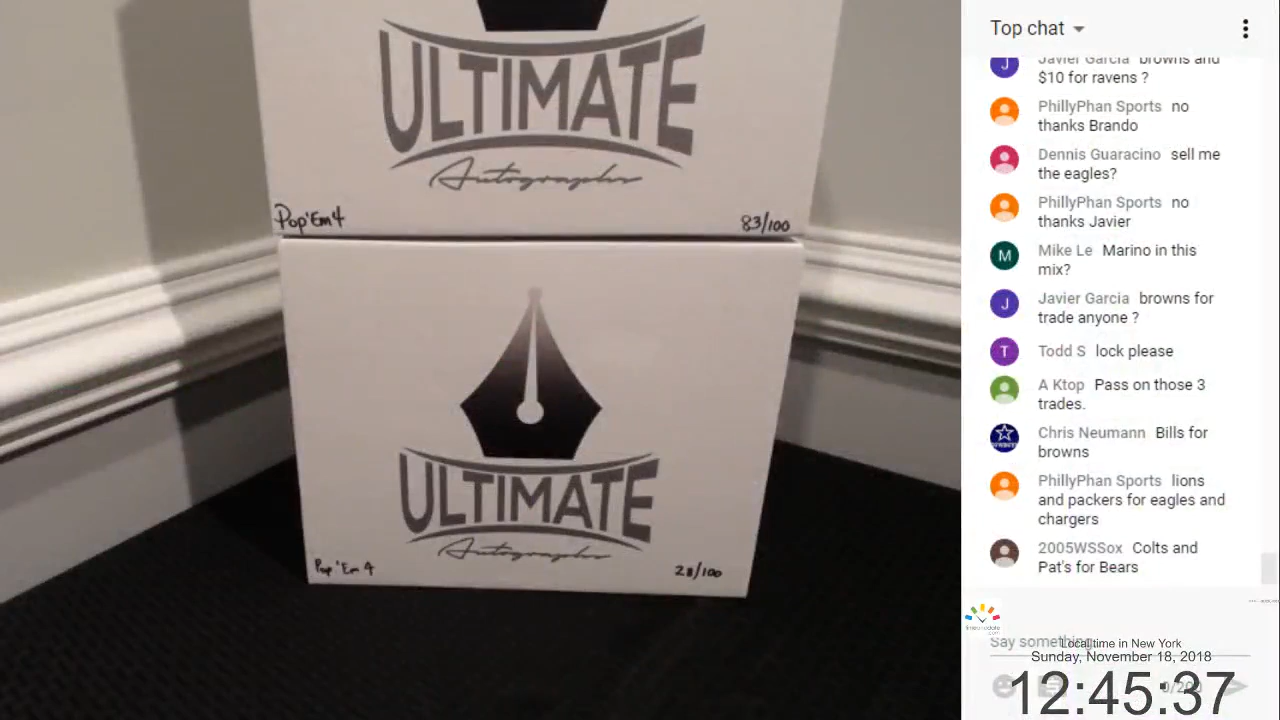 ULTIMATE
Autographs
Pop'Em 4
83/100
ULTIMATE
Autographs
Pop'Em 4
28/100
Top chat
Javier Garcia browns and
$10 for ravens ?
PhillyPhan Sports no
thanks Brando
Dennis Guaracino sell me
the eagles?
PhillyPhan Sports no
thanks Javier
M
Mike Le Marino in this
mix?
J
Javier Garcia browns for
trade anyone ?
T
Todd S lock please
A Ktop Pass on those 3
trades.
Chris Neumann Bills for
browns
PhillyPhan Sports lions
and packers for eagles and
chargers
2005WSSox Colts and
Pat's for Bears
Say something...
Local time in New York
Sunday, November 18, 2018
12:45:37